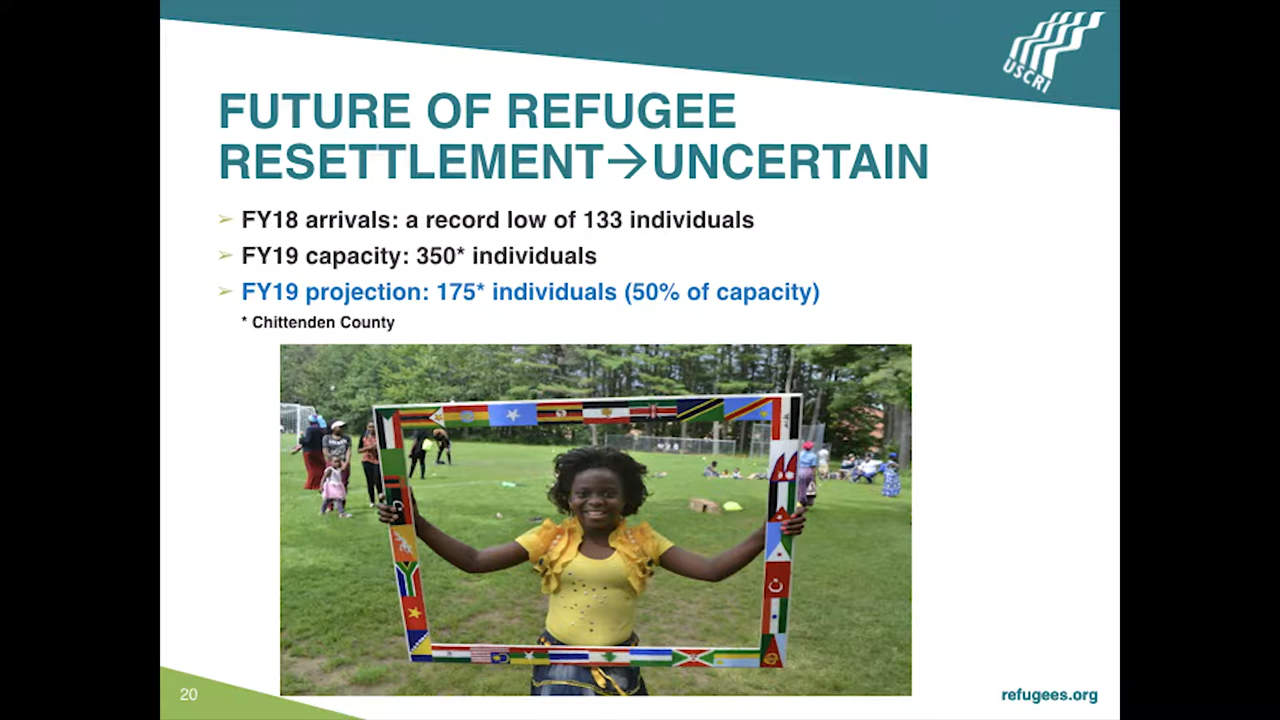 USCRI
FUTURE OF REFUGEE
RESETTLEMENT→UNCERTAIN
➢ FY18 arrivals: a record low of 133 individuals
➢ FY19 capacity: 350* individuals
➢ FY19 projection: 175* individuals (50% of capacity)
* Chittenden County
20
refugees.org